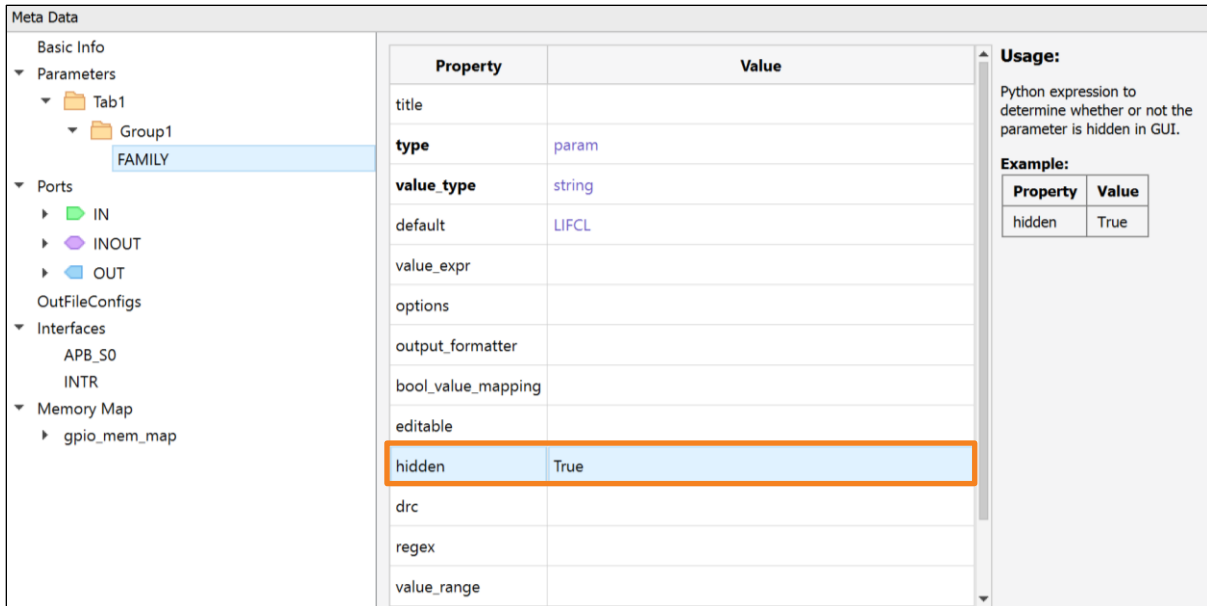 Meta Data
Basic Info
Parameters
Tab1
Group1
FAMILY
Ports
IN
INOUT
OUT
OutFileConfigs
Interfaces
APB_S0
INTR
Memory Map
gpio_mem_map
Property Value
title
type param
value_type string
default LIFCL
value_expr
options
output_formatter
bool_value_mapping
editable
hidden True
drc
regex
value_range
Usage:
Python expression to
determine whether or not the
parameter is hidden in GUI.
Example:
Property Value
hidden True